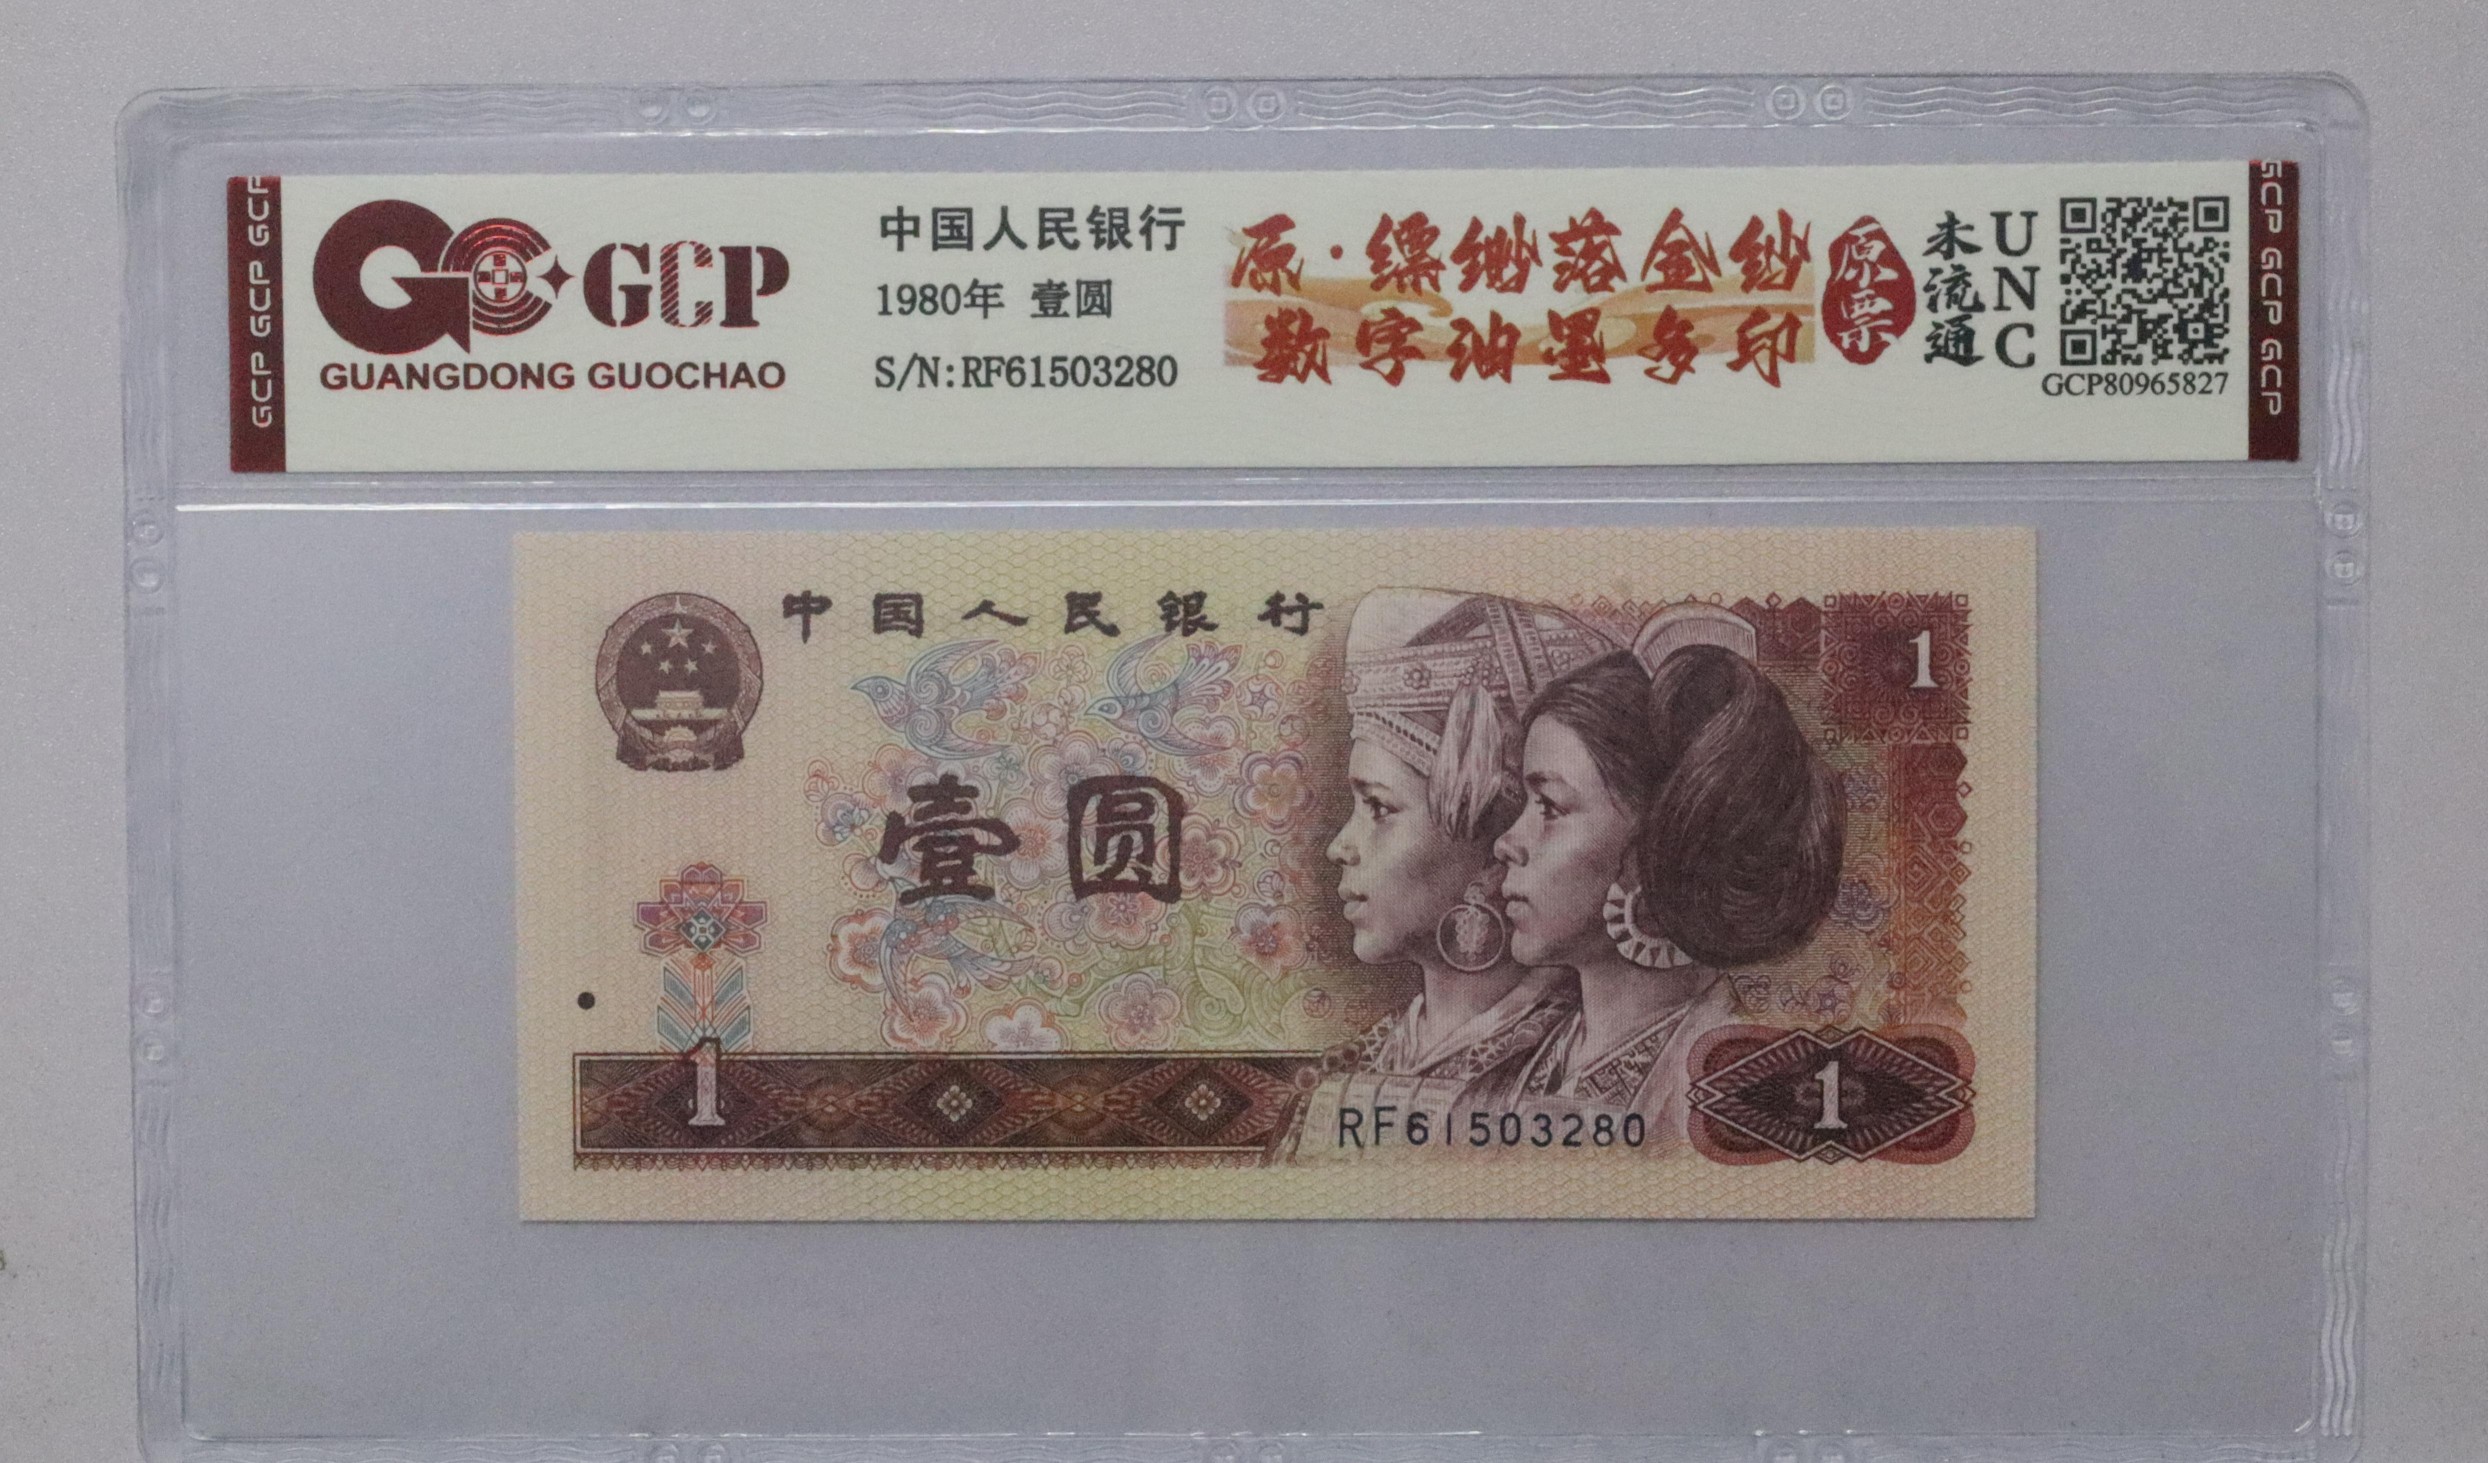 GCP GCP GCP
GCP
GUANGDONG GUOCHAO
中国人民银行
1980年 壹圆
S/N:RF61503280
原·缥缈落金纱
数字油墨多印
原票
未流通
UNC
GCP80965827
GCP GCP GCP
中国人民银行
1
壹圆
1
RF61503280
1